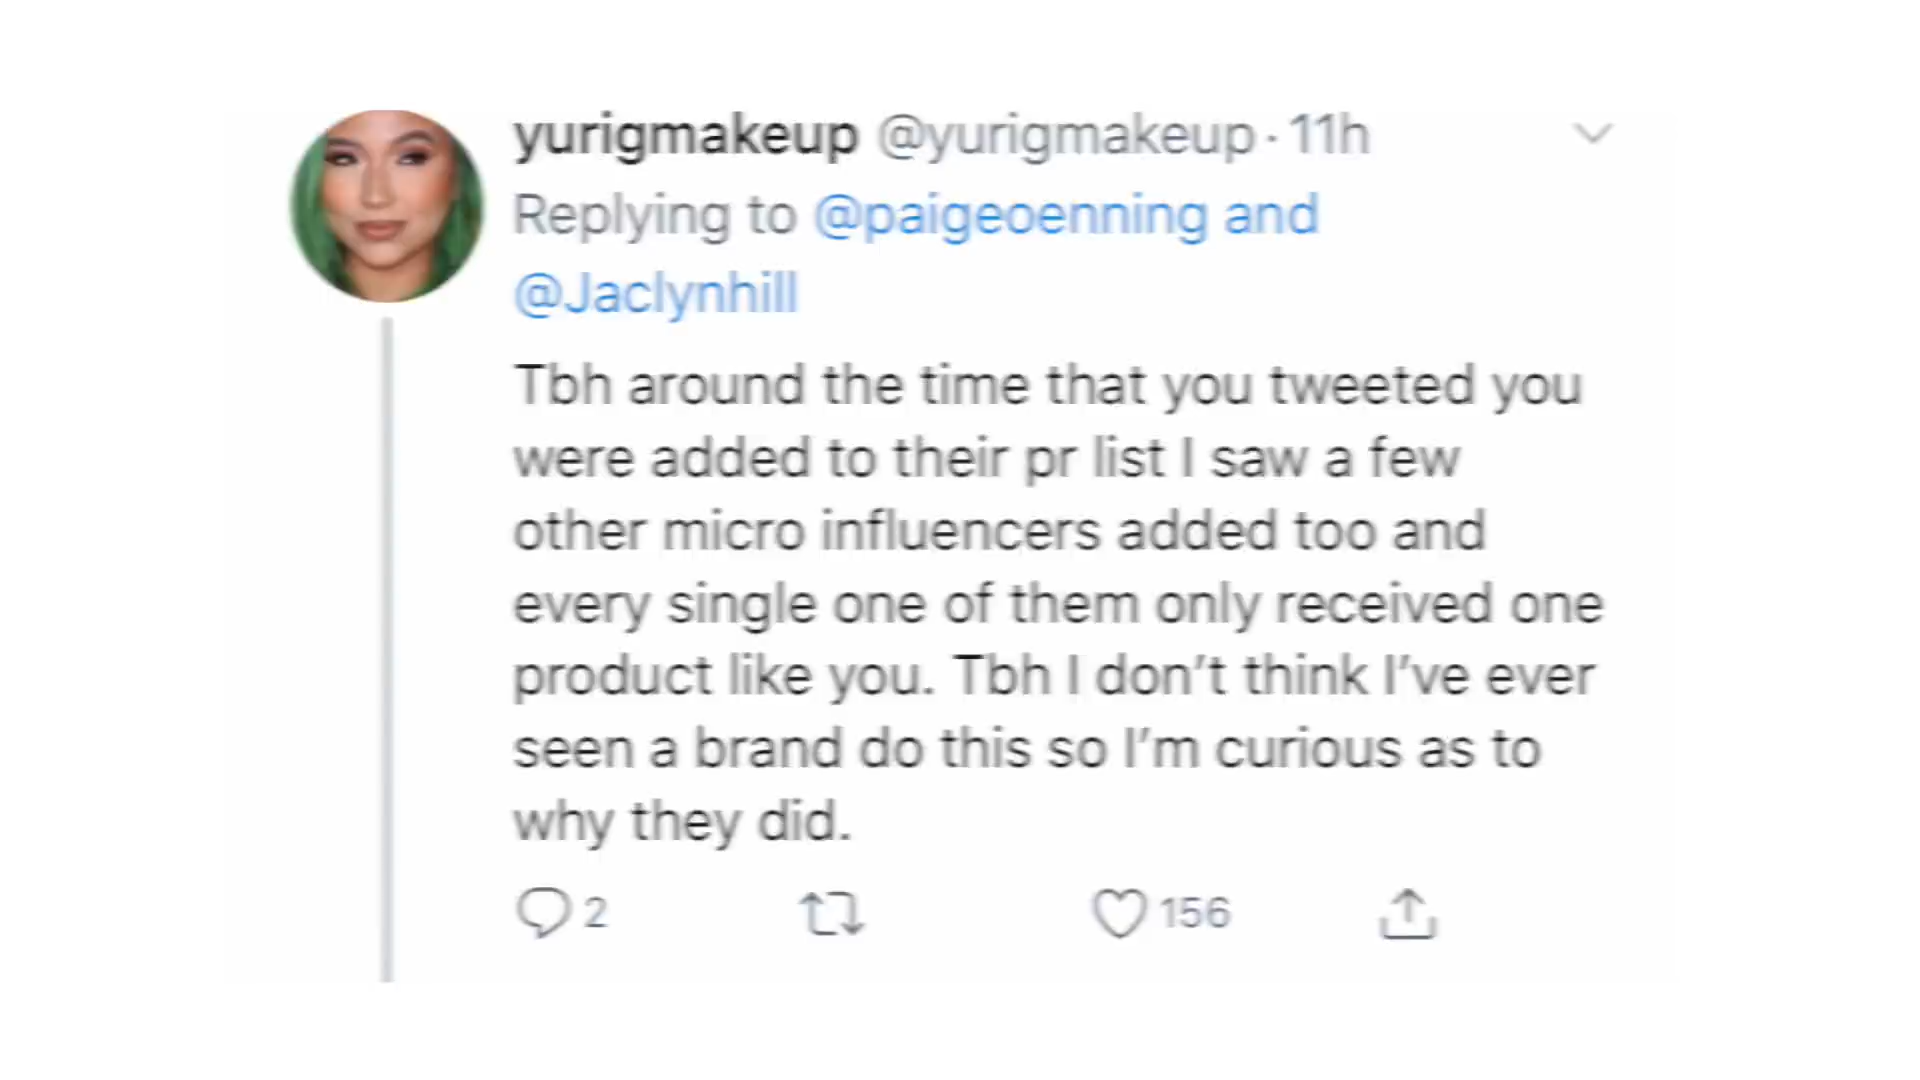 yurigmakeup @yurigmakeup · 11h
Replying to @paigeoenning and
@Jaclynhill
Tbh around the time that you tweeted you
were added to their pr list I saw a few
other micro influencers added too and
every single one of them only received one
product like you. Tbh I don’t think I’ve ever
seen a brand do this so I’m curious as to
why they did.
2 156